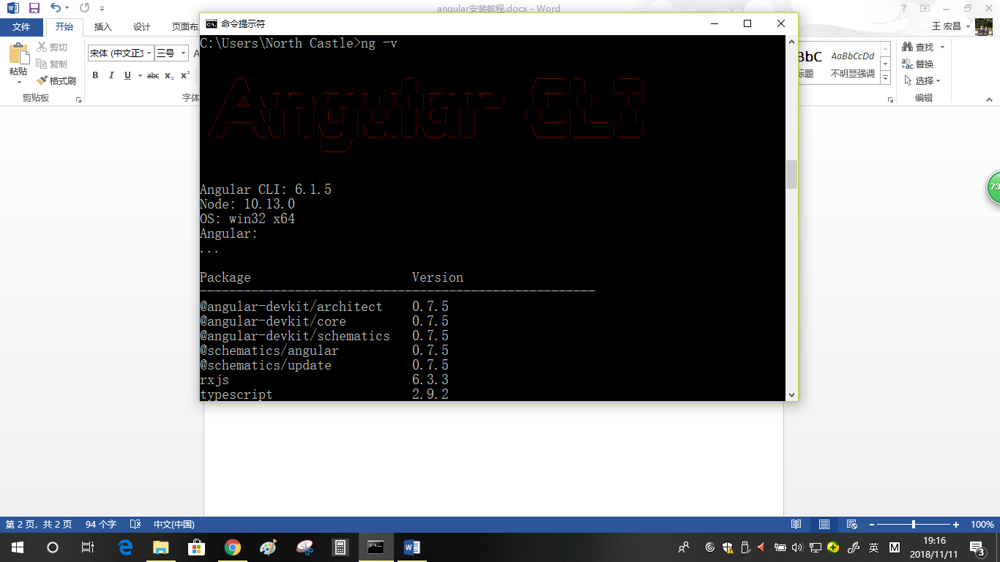 angular安装教程.docx - Word
文件
开始
插入
设计
王 宏昌
命令提示符
粘贴
剪切
复制
格式刷
剪贴板
宋体 (中文正文
三号
B I U abc x₂ x²
字体
AaBbCcDd
不明显强调
查找
替换
选择
编辑
C:\Users\North Castle>ng -v
Angular CLI
Angular CLI: 6.1.5
Node: 10.13.0
OS: win32 x64
Angular:
...
Package Version
------------------------------------------------------
@angular-devkit/architect 0.7.5
@angular-devkit/core 0.7.5
@angular-devkit/schematics 0.7.5
@schematics/angular 0.7.5
@schematics/update 0.7.5
rxjs 6.3.3
typescript 2.9.2
73
第 2 页，共 2 页 94 个字 中文(中国)
100%
英
M
19:16
2018/11/11
3